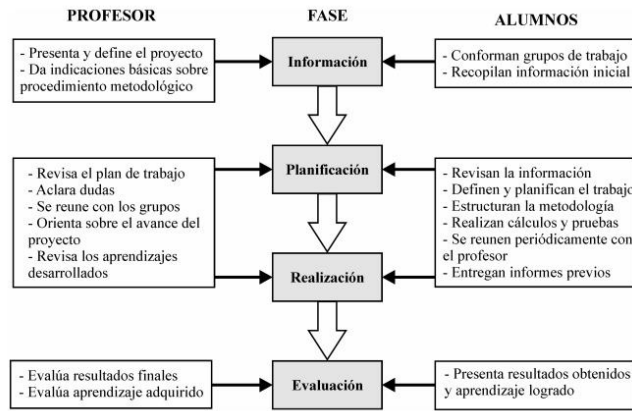 PROFESOR
FASE
ALUMNOS
- Presenta y define el proyecto
- Da indicaciones básicas sobre
procedimiento metodológico
Información
- Conforman grupos de trabajo
- Recopilan información inicial
- Revisa el plan de trabajo
- Aclara dudas
- Se reune con los grupos
- Orienta sobre el avance del
proyecto
- Revisa los aprendizajes
desarrollados
Planificación
Realización
- Revisan la información
- Definen y planifican el trabajo
- Estructuran la metodología
- Realizan cálculos y pruebas
- Se reunen periódicamente con
el profesor
- Entregan informes previos
- Evalúa resultados finales
- Evalúa aprendizaje adquirido
Evaluación
- Presenta resultados obtenidos
y aprendizaje logrado